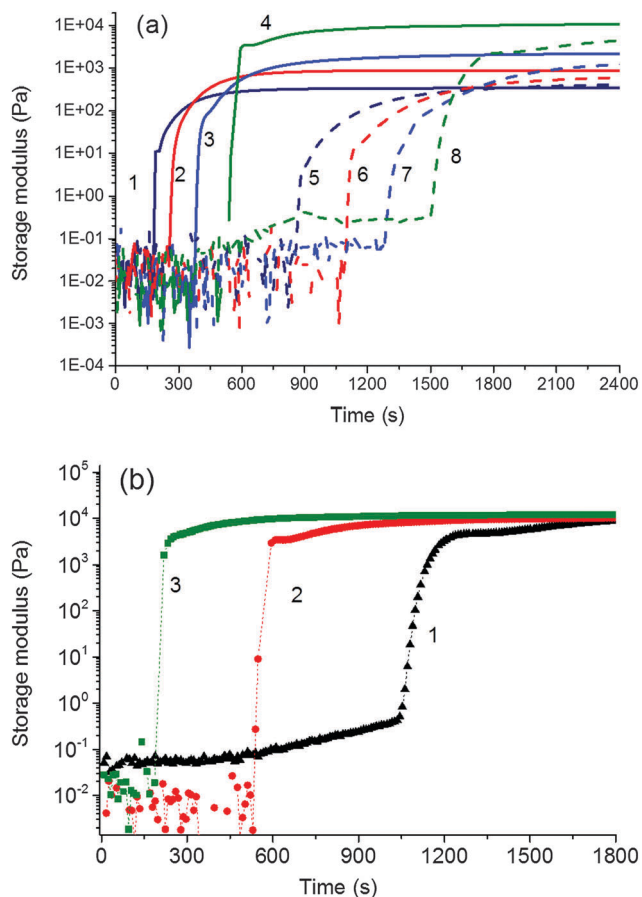 (a)
Storage modulus (Pa)
1E+04
1E+03
1E+02
1E+01
1E+00
1E-01
1E-02
1E-03
1E-04
1
2
3
4
5
6
7
8
0 300 600 900 1200 1500 1800 2100 2400
Time (s)
(b)
Storage modulus (Pa)
10^5
10^4
10^3
10^2
10^1
10^0
10^-1
10^-2
3
2
1
0 300 600 900 1200 1500 1800
Time (s)